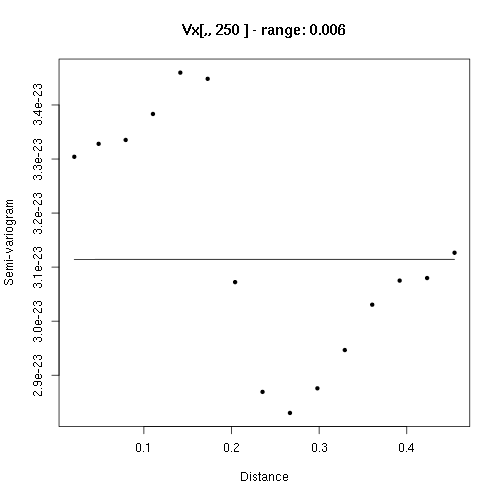 Vx[,, 250 ] - range: 0.006
Semi-variogram
3.4e-23
3.3e-23
3.2e-23
3.1e-23
3.0e-23
2.9e-23
0.1 0.2 0.3 0.4
Distance